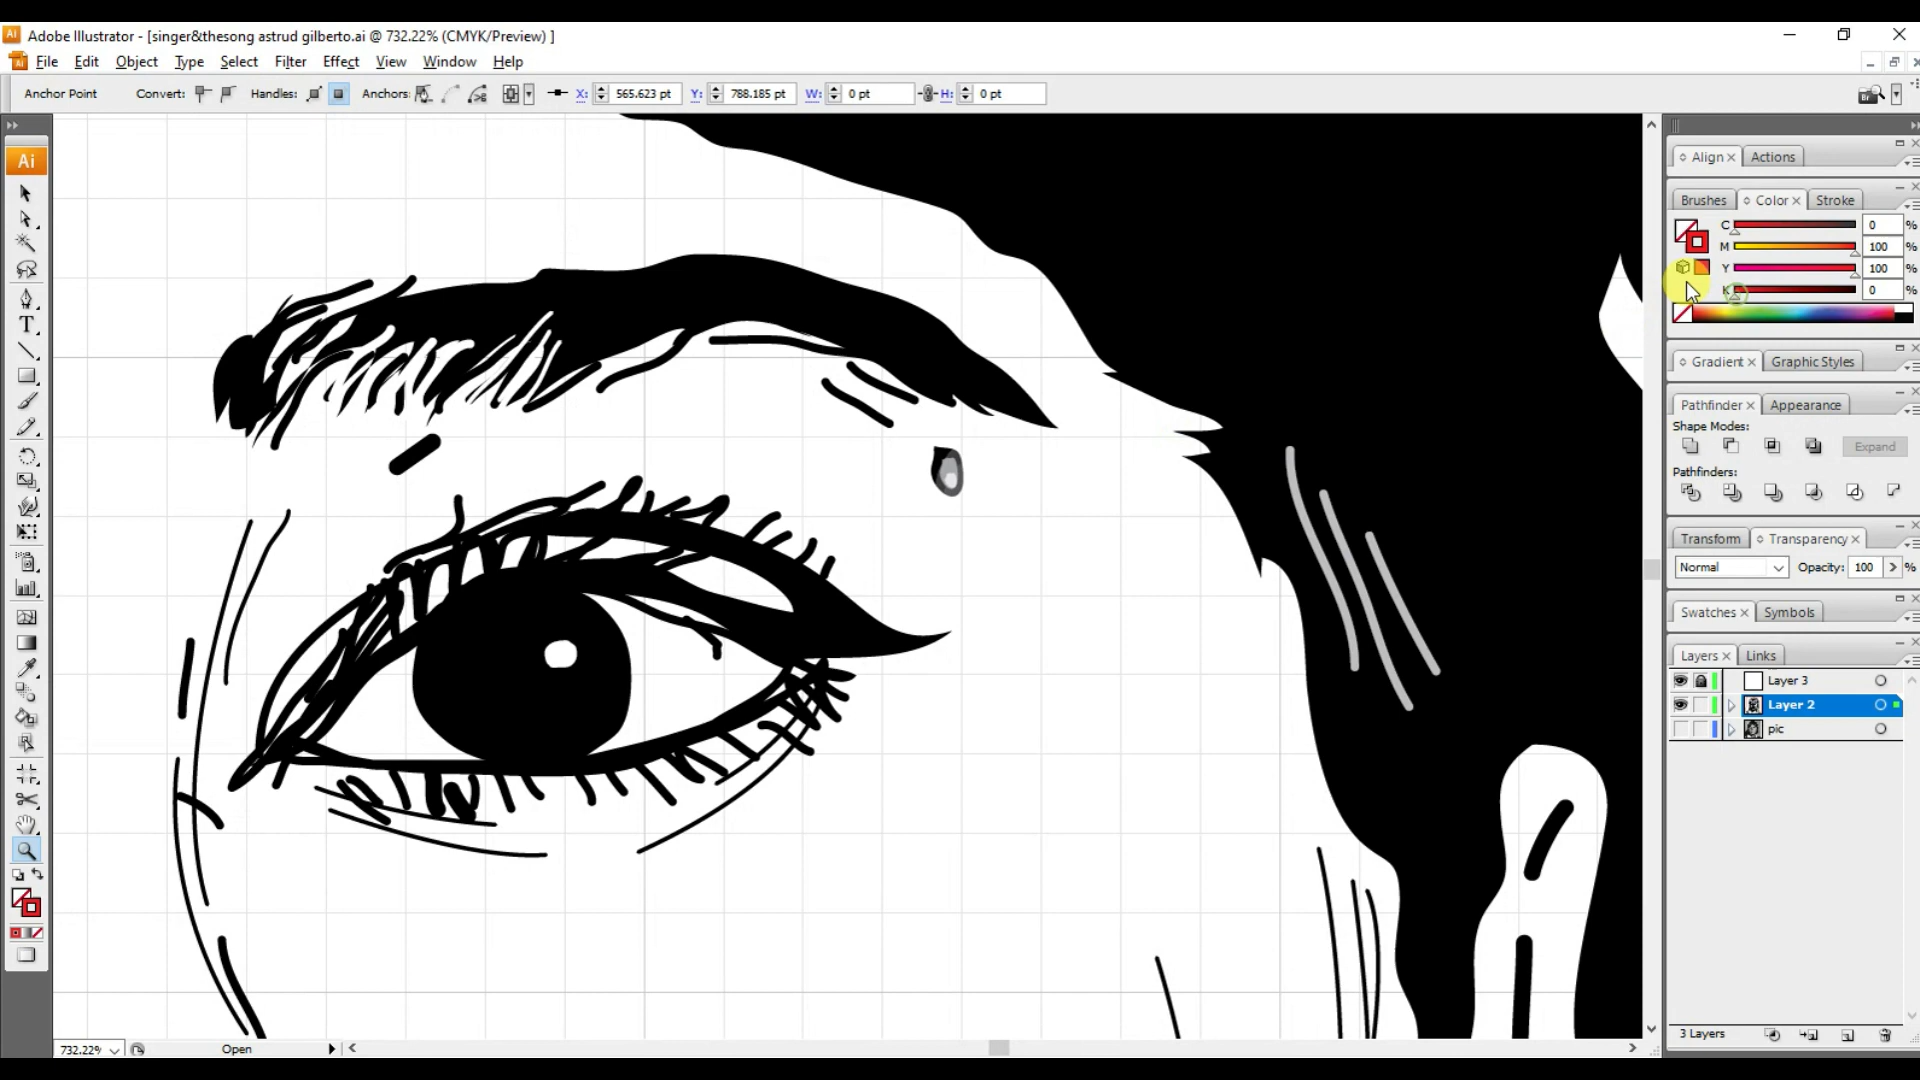 Adobe Illustrator - [singer&thesong astrud gilberto.ai @ 732.22% (CMYK/Preview) ]
File Edit Object Type Select Filter Effect View Window Help
Anchor Point Convert: Handles: Anchors: X: 565.623 pt Y: 788.185 pt W: 0 pt H: 0 pt
Ai
Align Actions
Brushes Color Stroke
C 0 %
M 100 %
Y 100 %
K 0 %
Gradient Graphic Styles
Pathfinder Appearance
Shape Modes:
Expand
Pathfinders:
Transform Transparency
Normal Opacity: 100 %
Swatches Symbols
Layers Links
Layer 3
Layer 2
pic
3 Layers
732.22% Open